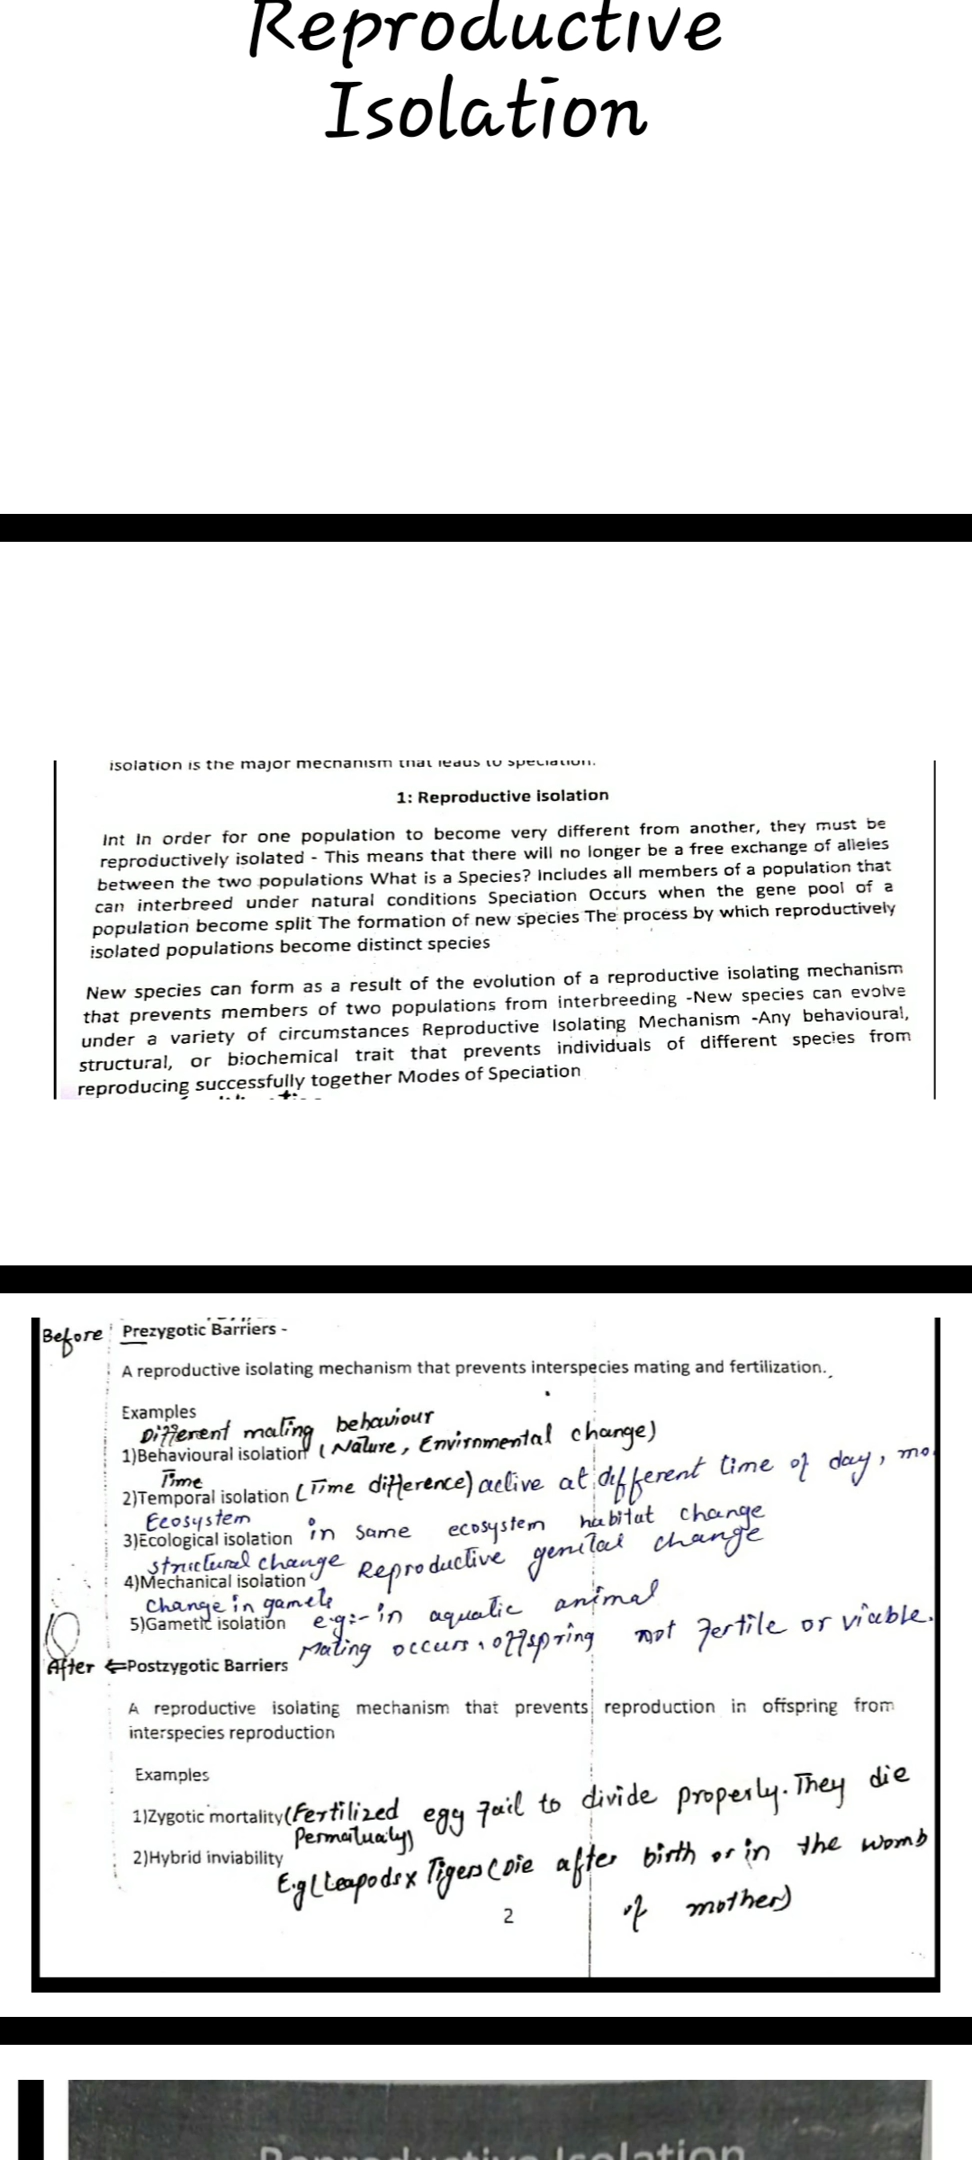 Reproductive
Isolation
isolation is the major mechanism that leads to speciation.
1: Reproductive isolation
Int In order for one population to become very different from another, they must be
reproductively isolated - This means that there will no longer be a free exchange of alleles
between the two populations What is a Species? Includes all members of a population that
can interbreed under natural conditions Speciation Occurs when the gene pool of a
population become split The formation of new species The process by which reproductively
isolated populations become distinct species
New species can form as a result of the evolution of a reproductive isolating mechanism
that prevents members of two populations from interbreeding -New species can evolve
under a variety of circumstances Reproductive Isolating Mechanism -Any behavioural,
structural, or biochemical trait that prevents individuals of different species from
reproducing successfully together Modes of Speciation
Before Prezygotic Barriers -
A reproductive isolating mechanism that prevents interspecies mating and fertilization.
Examples
Different mating behaviour
1)Behavioural isolation (Nature, Envirnmental change)
Time
2)Temporal isolation (Time difference) active at different time of day, mo
Ecosystem
3)Ecological isolation in same ecosystem habitat change
structural change
4)Mechanical isolation Reproductive genital change
Change in gamete
5)Gametic isolation e.g:- in aquatic animal
Mating occurs, offspring not fertile or viable.
After ⇐Postzygotic Barriers
A reproductive isolating mechanism that prevents reproduction in offspring from
interspecies reproduction
Examples
1)Zygotic mortality(Fertilized egg fail to divide properly. They die
Permatualy)
2)Hybrid inviability
E.g (Leapods x Tigers (Die after birth or in the womb
of mother)
2
Reproductive Isolation